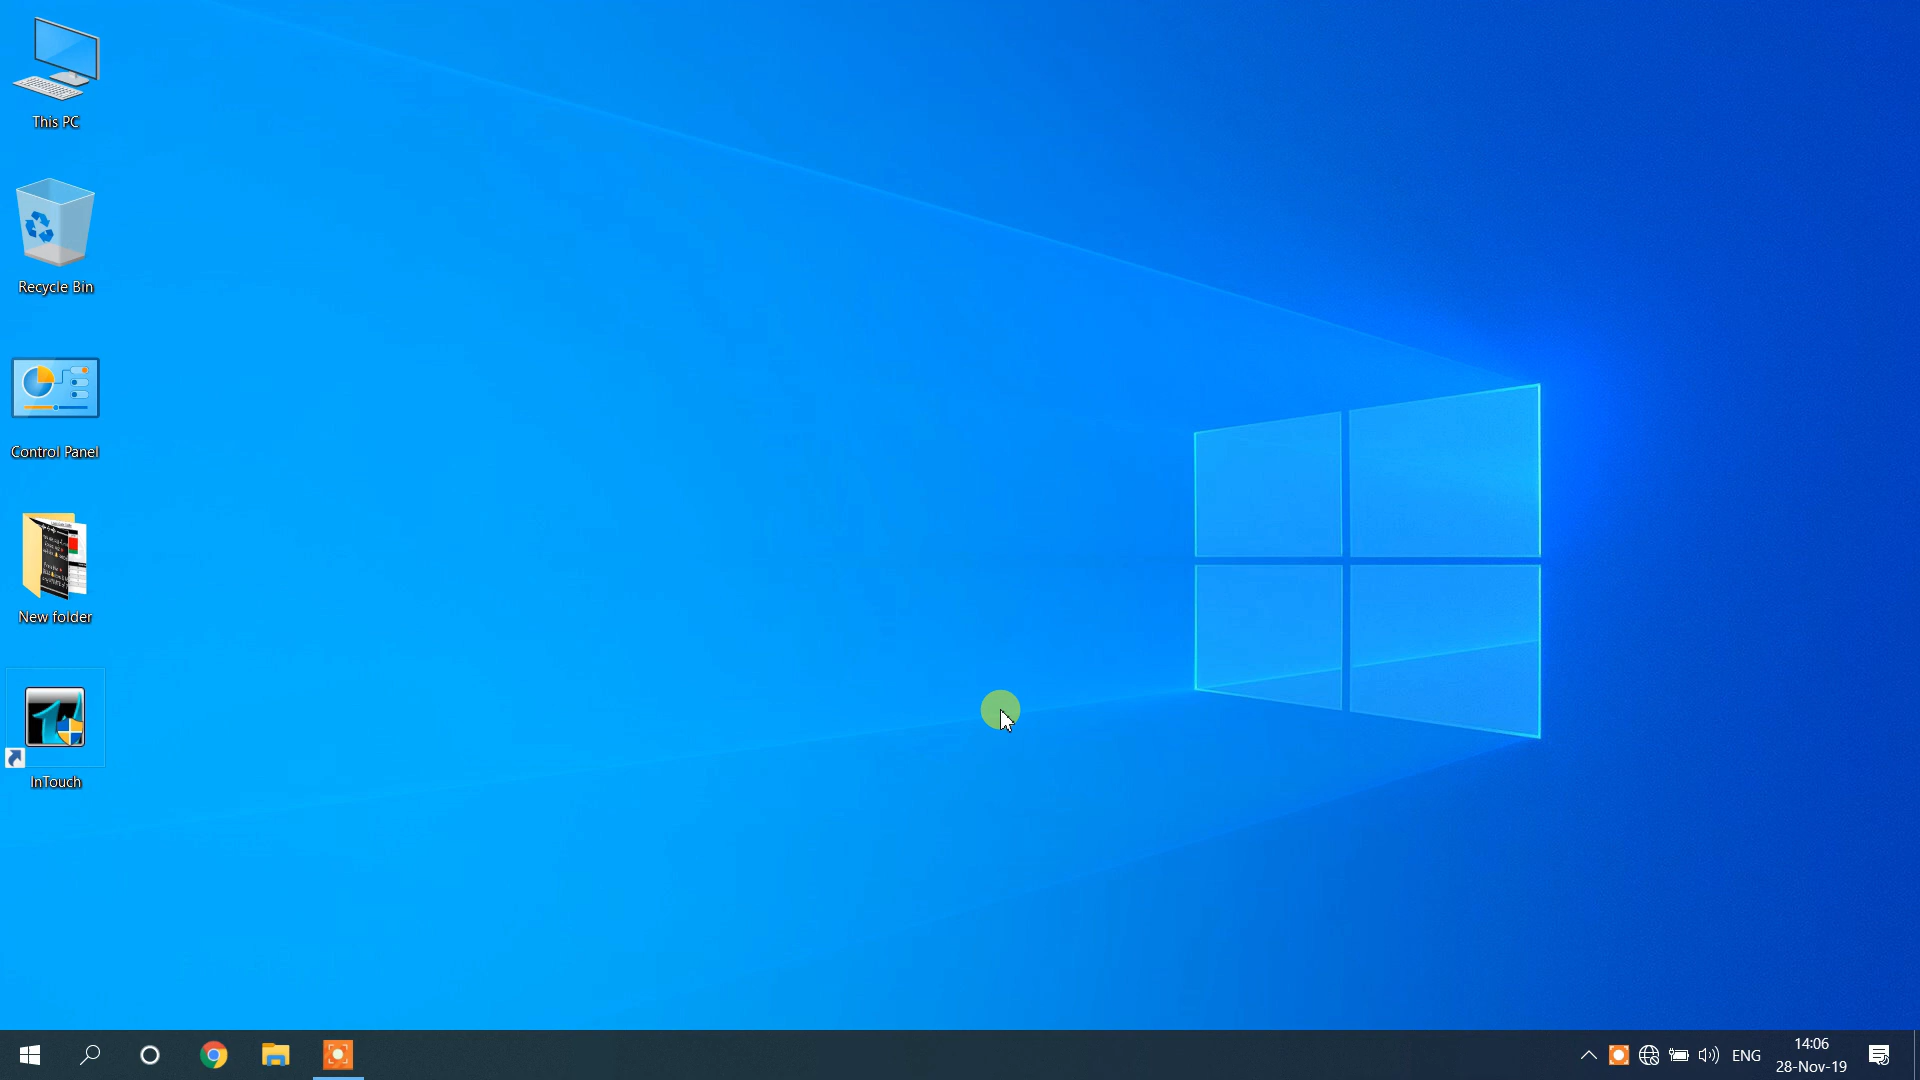 This PC
Recycle Bin
Control Panel
New folder
InTouch
ENG
14:06
28-Nov-19